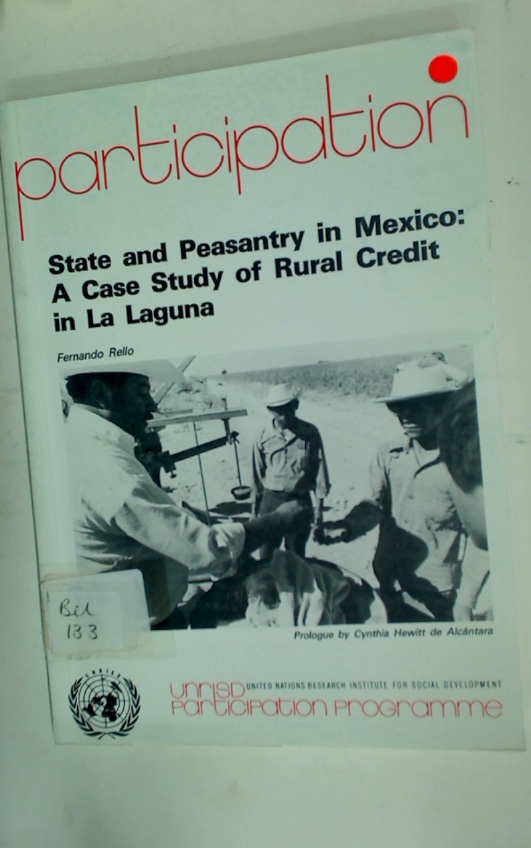 participation
State and Peasantry in Mexico:
A Case Study of Rural Credit
in La Laguna
Fernando Rello
Bil
133
Prologue by Cynthia Hewitt de Alcántara
UNRISD UNITED NATIONS RESEARCH INSTITUTE FOR SOCIAL DEVELOPMENT
Participation Programme
UNRISD